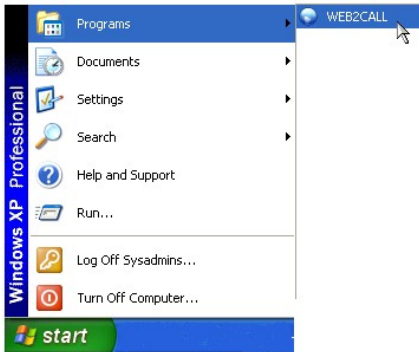 Programs
WEB2CALL
Documents
Settings
Search
Help and Support
Run...
Log Off Sysadmins...
Turn Off Computer...
Windows XP Professional
start